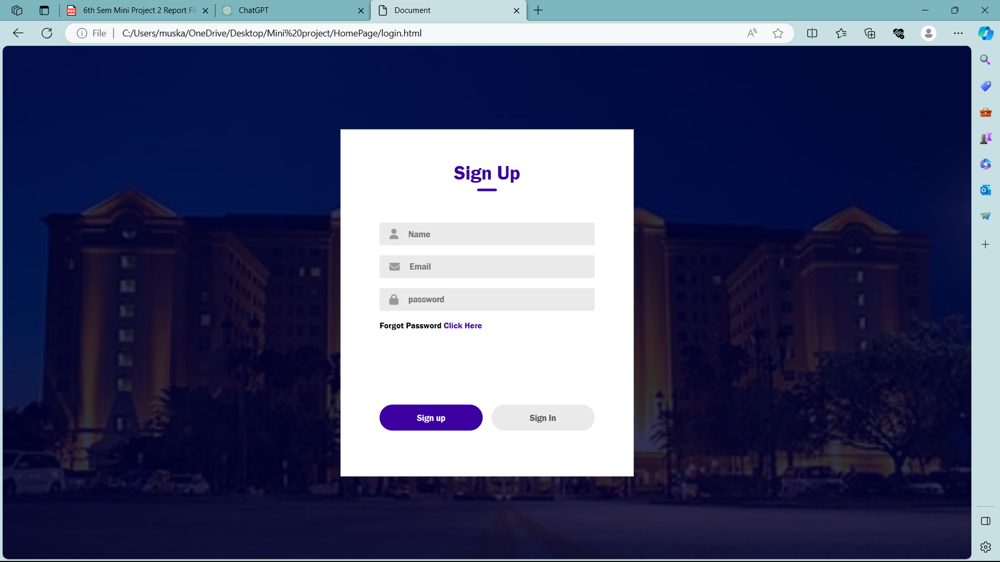 6th Sem Mini Project 2 Report Fi
ChatGPT
Document
File
C:/Users/muska/OneDrive/Desktop/Mini%20project/HomePage/login.html
Sign Up
Name
Email
password
Forgot Password Click Here
Sign up
Sign In